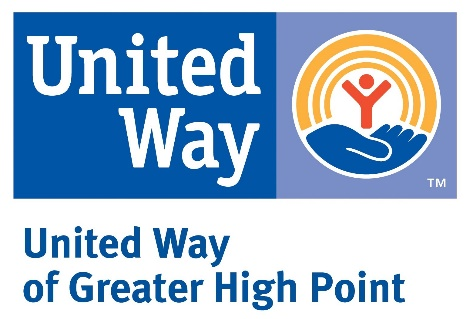 United
Way
TM
United Way
of Greater High Point